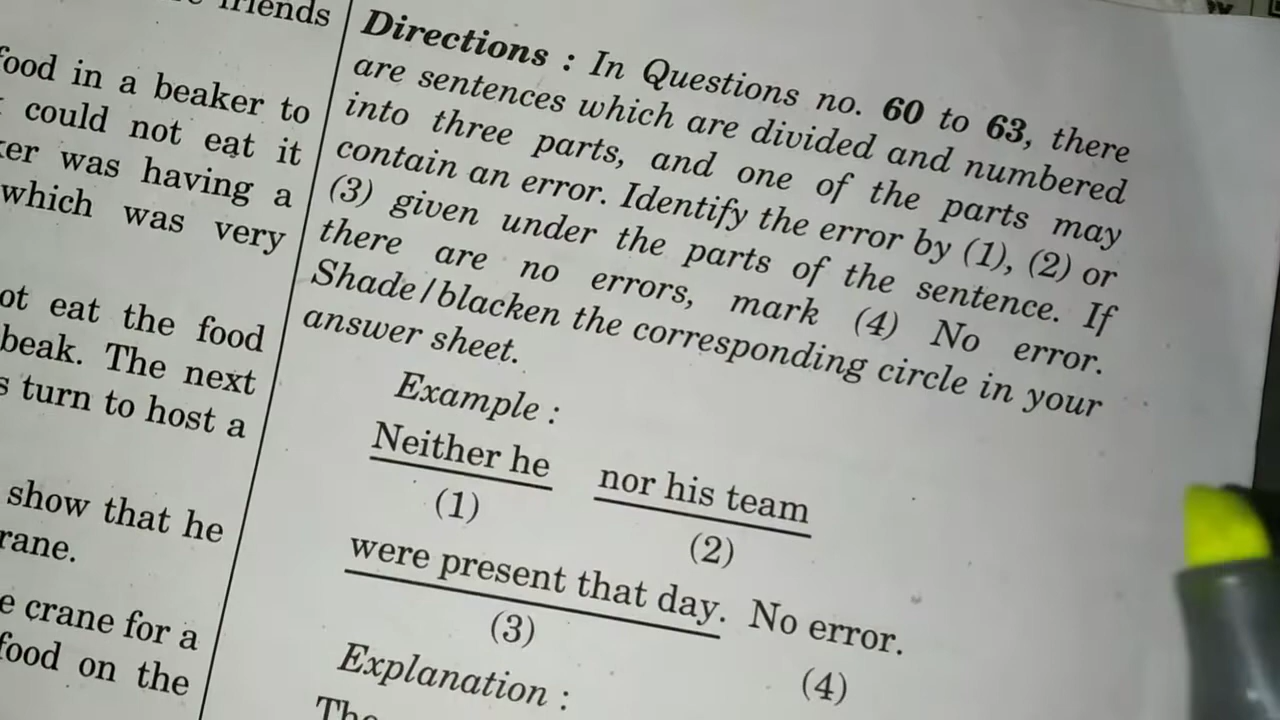 friends
food in a beaker to
could not eat it
was having a
which was very
eat the food
beak. The next
turn to host a
show that he
crane for a
food on the
Directions : In Questions no. 60 to 63, there
are sentences which are divided and numbered
into three parts, and one of the parts may
contain an error. Identify the error by (1), (2) or
(3) given under the parts of the sentence. If
there are no errors, mark (4) No error.
Shade/blacken the corresponding circle in your
answer sheet.
Example :
Neither he nor his team
(1) (2)
were present that day. No error.
(3) (4)
Explanation :
The